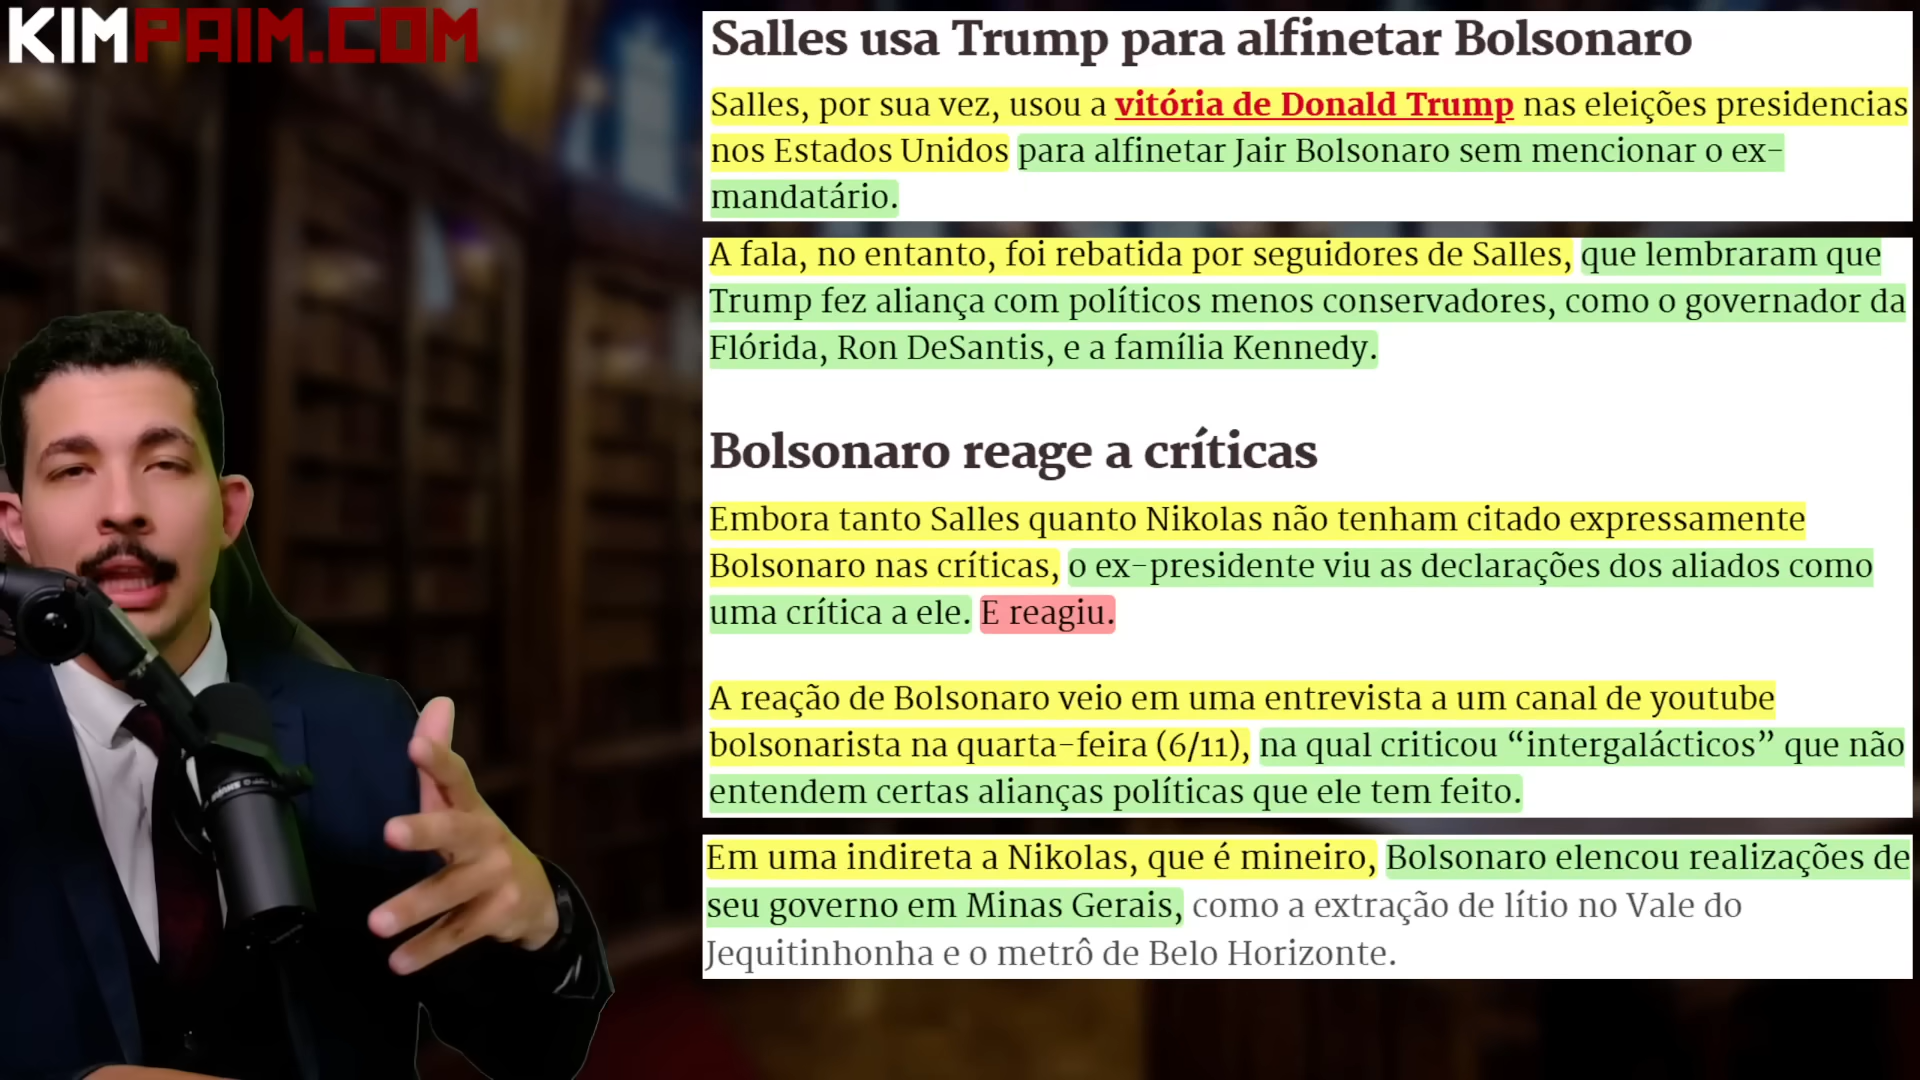 KIMPAIM.COM
Salles usa Trump para alfinetar Bolsonaro
Salles, por sua vez, usou a vitória de Donald Trump nas eleições presidencias
nos Estados Unidos para alfinetar Jair Bolsonaro sem mencionar o ex-
mandatário.
A fala, no entanto, foi rebatida por seguidores de Salles, que lembraram que
Trump fez aliança com políticos menos conservadores, como o governador da
Flórida, Ron DeSantis, e a família Kennedy.
Bolsonaro reage a críticas
Embora tanto Salles quanto Nikolas não tenham citado expressamente
Bolsonaro nas críticas, o ex-presidente viu as declarações dos aliados como
uma crítica a ele. E reagiu.
A reação de Bolsonaro veio em uma entrevista a um canal de youtube
bolsonarista na quarta-feira (6/11), na qual criticou “intergalácticos” que não
entendem certas alianças políticas que ele tem feito.
Em uma indireta a Nikolas, que é mineiro, Bolsonaro elencou realizações de
seu governo em Minas Gerais, como a extração de lítio no Vale do
Jequitinhonha e o metrô de Belo Horizonte.